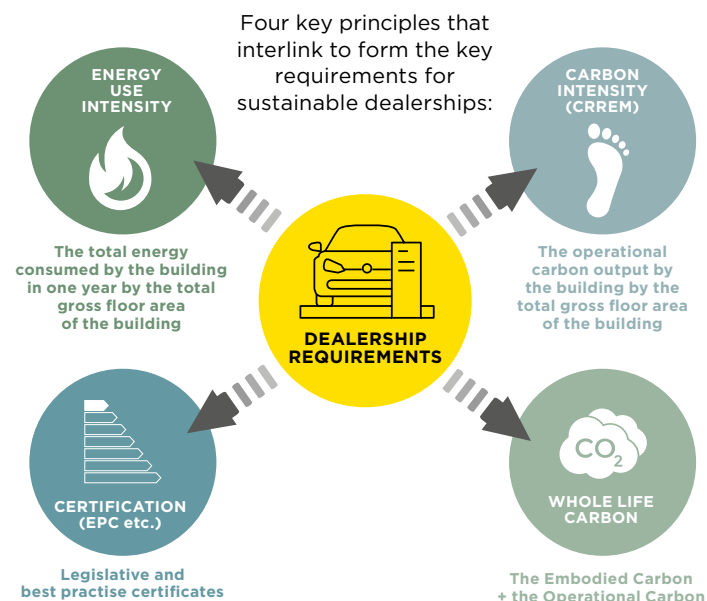 Four key principles that
interlink to form the key
requirements for
sustainable dealerships:
ENERGY
USE
INTENSITY
The total energy
consumed by the building
in one year by the total
gross floor area
of the building
CARBON
INTENSITY
(CRREM)
The operational
carbon output by
the building by the
total gross floor area
of the building
DEALERSHIP
REQUIREMENTS
CERTIFICATION
(EPC etc.)
Legislative and
best practise certificates
CO2
WHOLE LIFE
CARBON
The Embodied Carbon
+ the Operational Carbon